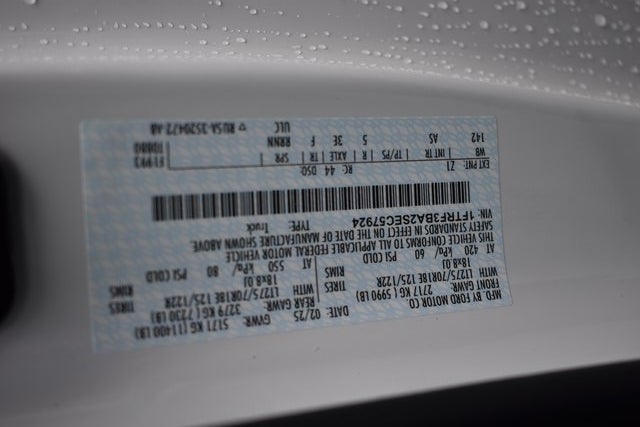 MFD. BY FORD MOTOR CO.
DATE: 02/25 GVWR: 5171 KG (11400 LB)
FRONT GAWR: 2717 KG (5990 LB)
REAR GAWR: 3279 KG (7230 LB)
WITH LT275/70R18E 125/122R TIRES
WITH LT275/70R18E 125/122R TIRES
18x8.0J RIMS
18x8.0J RIMS
AT 420 kPa/ 60 PSI COLD
AT 550 kPa/ 80 PSI COLD
THIS VEHICLE CONFORMS TO ALL APPLICABLE FEDERAL MOTOR VEHICLE
SAFETY STANDARDS IN EFFECT ON THE DATE OF MANUFACTURE SHOWN ABOVE.
VIN: 1FTRF3BA2SEC57924
TYPE: Truck
EXT PNT: Z1 RC: 44 DSO:
WB INT TR TP/PS R AXLE TR SPR
142 AS 5 3E F RRNN
ULC